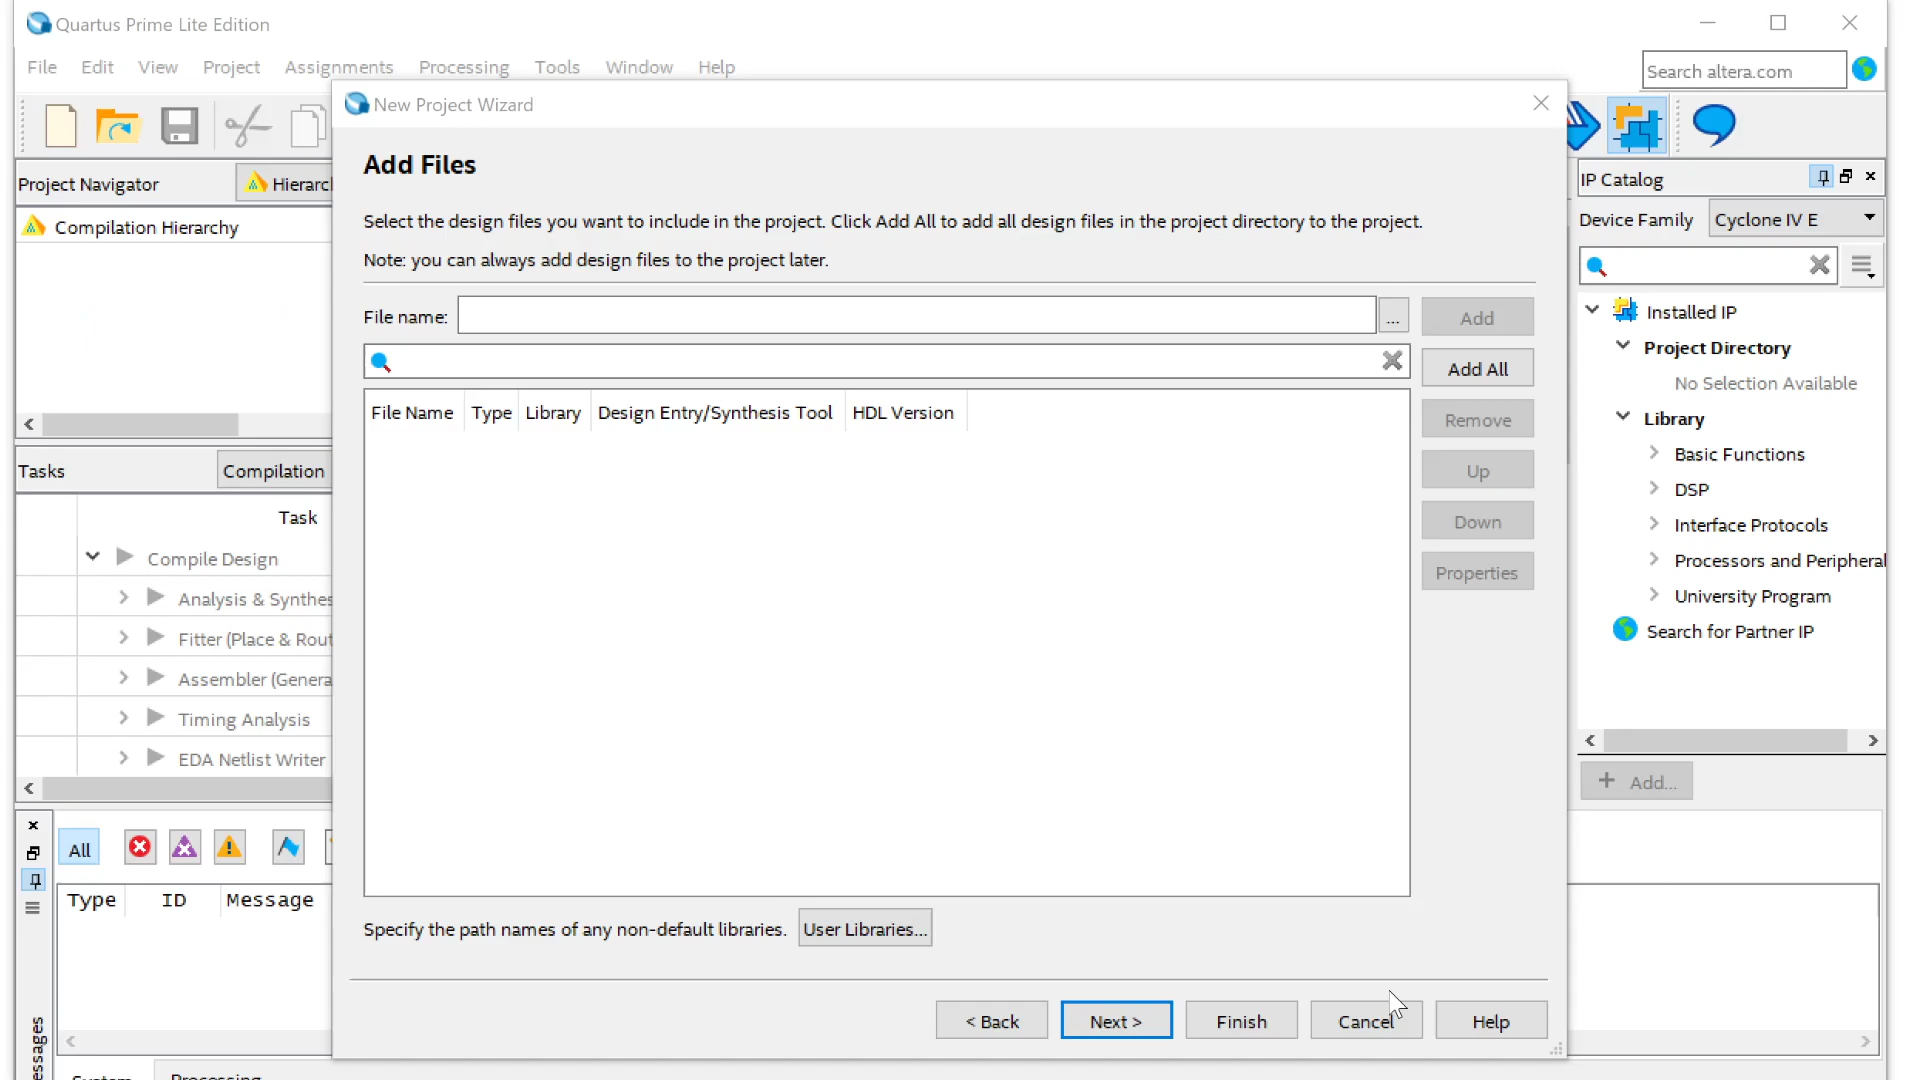 Quartus Prime Lite Edition
File Edit View Project Assignments Processing Tools Window Help
Search altera.com
New Project Wizard
Add Files
Select the design files you want to include in the project. Click Add All to add all design files in the project directory to the project.
Note: you can always add design files to the project later.
File name:
...
Add
Add All
Remove
Up
Down
Properties
File Name Type Library Design Entry/Synthesis Tool HDL Version
Specify the path names of any non-default libraries. User Libraries...
< Back Next > Finish Cancel Help
Project Navigator Hierarc
Compilation Hierarchy
Tasks Compilation
Task
Compile Design
Analysis & Synthes
Fitter (Place & Rout
Assembler (Genera
Timing Analysis
EDA Netlist Writer
All
Type ID Message
essages
System Processing
IP Catalog
Device Family Cyclone IV E
Installed IP
Project Directory
No Selection Available
Library
Basic Functions
DSP
Interface Protocols
Processors and Peripheral
University Program
Search for Partner IP
+ Add...